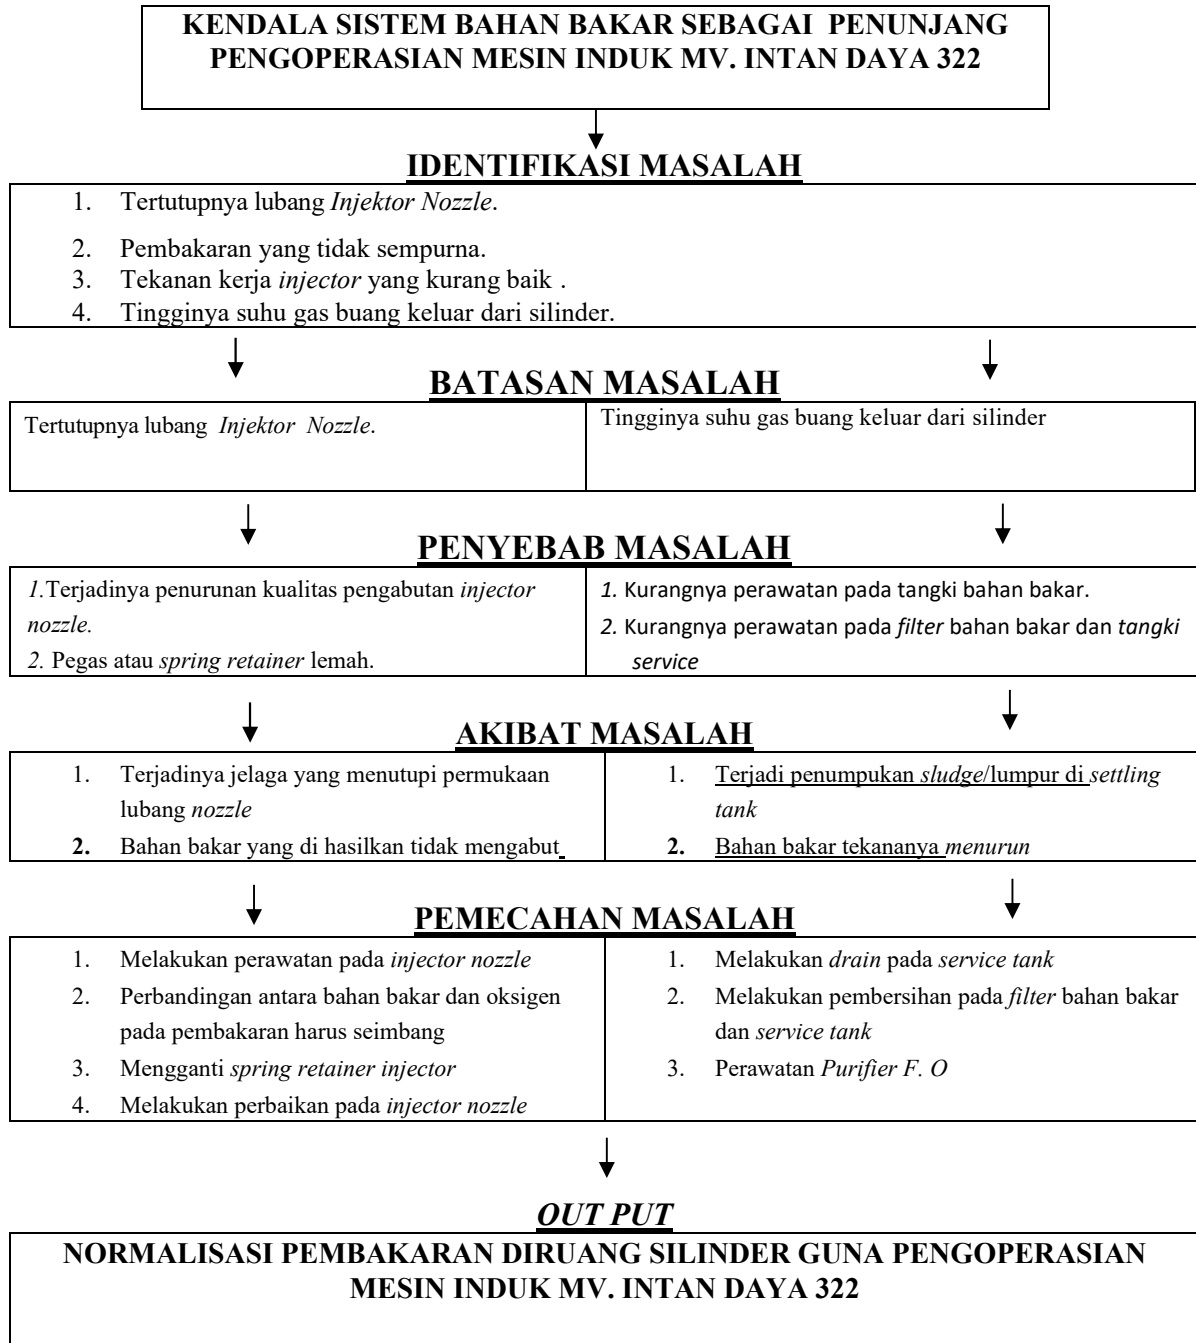 KENDALA SISTEM BAHAN BAKAR SEBAGAI PENUNJANG
PENGOPERASIAN MESIN INDUK MV. INTAN DAYA 322
IDENTIFIKASI MASALAH
1. Tertutupnya lubang Injektor Nozzle.
2. Pembakaran yang tidak sempurna.
3. Tekanan kerja injector yang kurang baik .
4. Tingginya suhu gas buang keluar dari silinder.
BATASAN MASALAH
Tertutupnya lubang Injektor Nozzle.
Tingginya suhu gas buang keluar dari silinder
PENYEBAB MASALAH
1.Terjadinya penurunan kualitas pengabutan injector
nozzle.
2. Pegas atau spring retainer lemah.
1. Kurangnya perawatan pada tangki bahan bakar.
2. Kurangnya perawatan pada filter bahan bakar dan tangki
service
AKIBAT MASALAH
1. Terjadinya jelaga yang menutupi permukaan
lubang nozzle
2. Bahan bakar yang di hasilkan tidak mengabut
1. Terjadi penumpukan sludge/lumpur di settling
tank
2. Bahan bakar tekananya menurun
PEMECAHAN MASALAH
1. Melakukan perawatan pada injector nozzle
2. Perbandingan antara bahan bakar dan oksigen
pada pembakaran harus seimbang
3. Mengganti spring retainer injector
4. Melakukan perbaikan pada injector nozzle
1. Melakukan drain pada service tank
2. Melakukan pembersihan pada filter bahan bakar
dan service tank
3. Perawatan Purifier F. O
OUT PUT
NORMALISASI PEMBAKARAN DIRUANG SILINDER GUNA PENGOPERASIAN
MESIN INDUK MV. INTAN DAYA 322